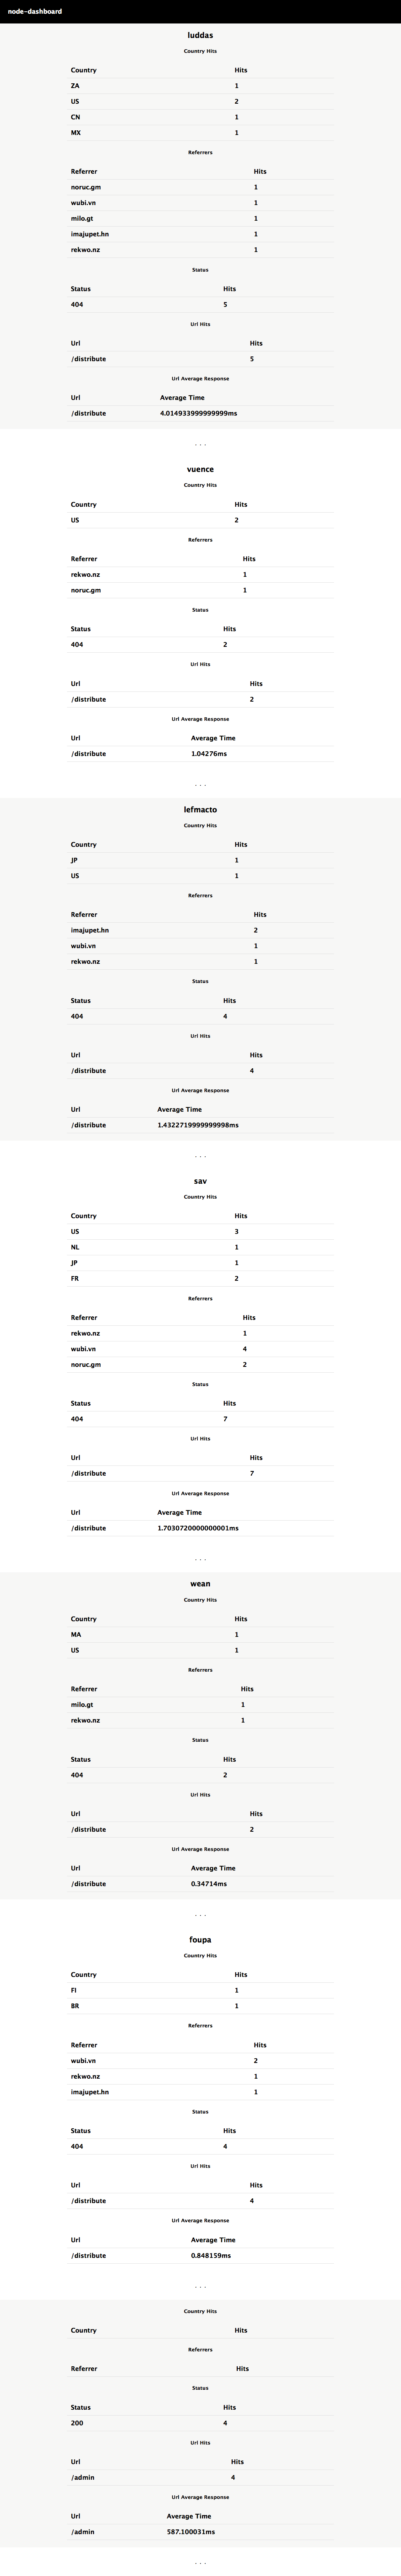 node-dashboard
luddas
Country Hits
Country Hits
ZA 1
US 2
CN 1
MX 1
Referrers
Referrer Hits
noruc.gm 1
wubi.vn 1
milo.gt 1
imajupet.hn 1
rekwo.nz 1
Status
Status Hits
404 5
Url Hits
Url Hits
/distribute 5
Url Average Response
Url Average Time
/distribute 4.014933999999999ms
. . .
vuence
Country Hits
Country Hits
US 2
Referrers
Referrer Hits
rekwo.nz 1
noruc.gm 1
Status
Status Hits
404 2
Url Hits
Url Hits
/distribute 2
Url Average Response
Url Average Time
/distribute 1.04276ms
. . .
lefmacto
Country Hits
Country Hits
JP 1
US 1
Referrers
Referrer Hits
imajupet.hn 2
wubi.vn 1
rekwo.nz 1
Status
Status Hits
404 4
Url Hits
Url Hits
/distribute 4
Url Average Response
Url Average Time
/distribute 1.4322719999999998ms
. . .
sav
Country Hits
Country Hits
US 3
NL 1
JP 1
FR 2
Referrers
Referrer Hits
rekwo.nz 1
wubi.vn 4
noruc.gm 2
Status
Status Hits
404 7
Url Hits
Url Hits
/distribute 7
Url Average Response
Url Average Time
/distribute 1.7030720000000001ms
. . .
wean
Country Hits
Country Hits
MA 1
US 1
Referrers
Referrer Hits
milo.gt 1
rekwo.nz 1
Status
Status Hits
404 2
Url Hits
Url Hits
/distribute 2
Url Average Response
Url Average Time
/distribute 0.34714ms
. . .
foupa
Country Hits
Country Hits
FI 1
BR 1
Referrers
Referrer Hits
wubi.vn 2
rekwo.nz 1
imajupet.hn 1
Status
Status Hits
404 4
Url Hits
Url Hits
/distribute 4
Url Average Response
Url Average Time
/distribute 0.848159ms
. . .
Country Hits
Country Hits
Referrers
Referrer Hits
Status
Status Hits
200 4
Url Hits
Url Hits
/admin 4
Url Average Response
Url Average Time
/admin 587.100031ms
. . .